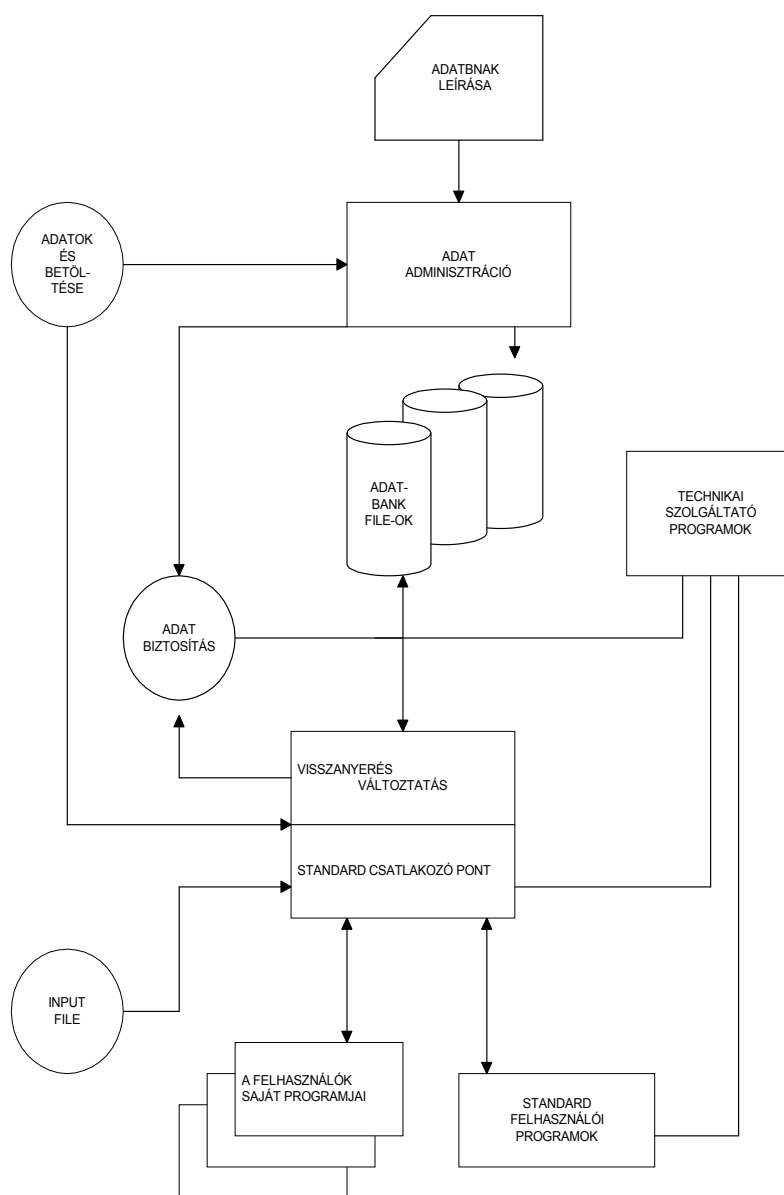 ADATBNAK
LEÍRÁSA
ADATOK
ÉS
BETÖL-
TÉSE
ADAT
ADMINISZTRÁCIÓ
ADAT-
BANK
FILE-OK
TECHNIKAI
SZOLGÁLTATÓ
PROGRAMOK
ADAT
BIZTOSÍTÁS
VISSZANYERÉS
VÁLTOZTATÁS
STANDARD CSATLAKOZÓ PONT
INPUT
FILE
A FELHASZNÁLÓK
SAJÁT PROGRAMJAI
STANDARD
FELHASZNÁLÓI
PROGRAMOK